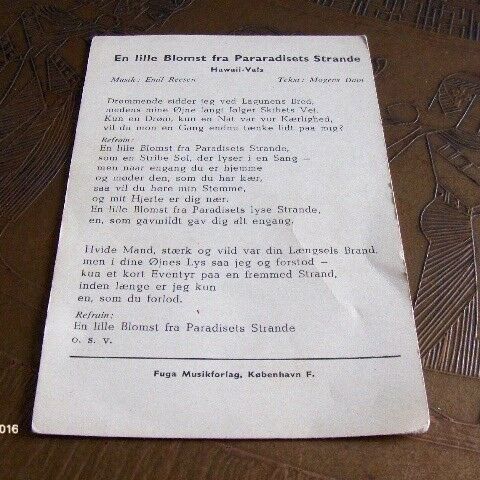 En lille Blomst fra Pararadisets Strande
Hawaii-Vals
Musik: Emil Reesen Tekst: Mogens Dam
Drømmende sidder jeg ved Lagunens Bred,
medens mine Øjne langt følger Skibets Vej.
Kun en Drøm, kun en Nat var vor Kærlighed,
vil du mon en Gang endnu tænke lidt paa mig?
Refrain:
En lille Blomst fra Paradisets Strande,
som en Stribe Sol, der lyser i en Sang —
men naar engang du er hjemme
og møder den, som du har kær,
saa vil du høre min Stemme,
og mit Hjerte er dig nær.
En lille Blomst fra Paradisets lyse Strande,
en, som gavmildt gav dig alt engang.
Hvide Mand, stærk og vild var din Længsels Brand,
men i dine Øjnes Lys saa jeg og forstod —
kun et kort Eventyr paa en fremmed Strand,
inden længe er jeg kun
en, som du forlod.
Refrain:
En lille Blomst fra Paradisets Strande
o. s. v.
Fuga Musikforlag, København F.
016